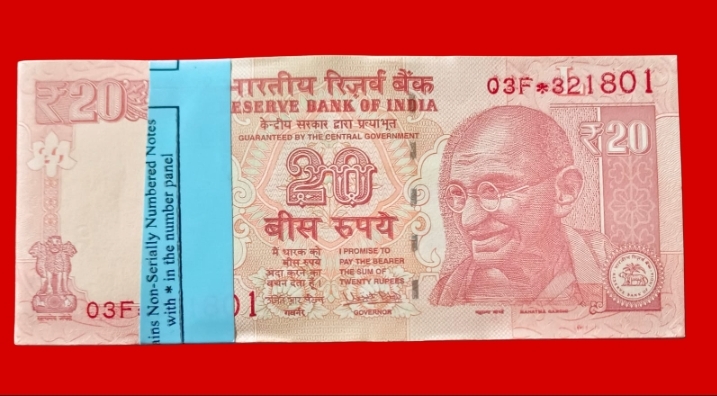 ₹20
भारतीय रिज़र्व बैंक
RESERVE BANK OF INDIA
केन्द्रीय सरकार द्वारा प्रत्याभूत
GUARANTEED BY THE CENTRAL GOVERNMENT
03F*321801
₹20
20
बीस रुपये
मैं धारक को
बीस रुपये
अदा करने का
वचन देता हूँ।
I PROMISE TO
PAY THE BEARER
THE SUM OF
TWENTY RUPEES
गवर्नर
GOVERNOR
महात्मा गांधी
MAHATMA GANDHI
03F
01
Non-Serially Numbered Notes
with * in the number panel